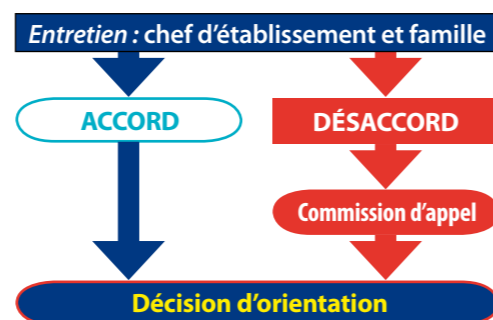 Entretien : chef d’établissement et famille
ACCORD
DÉSACCORD
Commission d’appel
Décision d’orientation